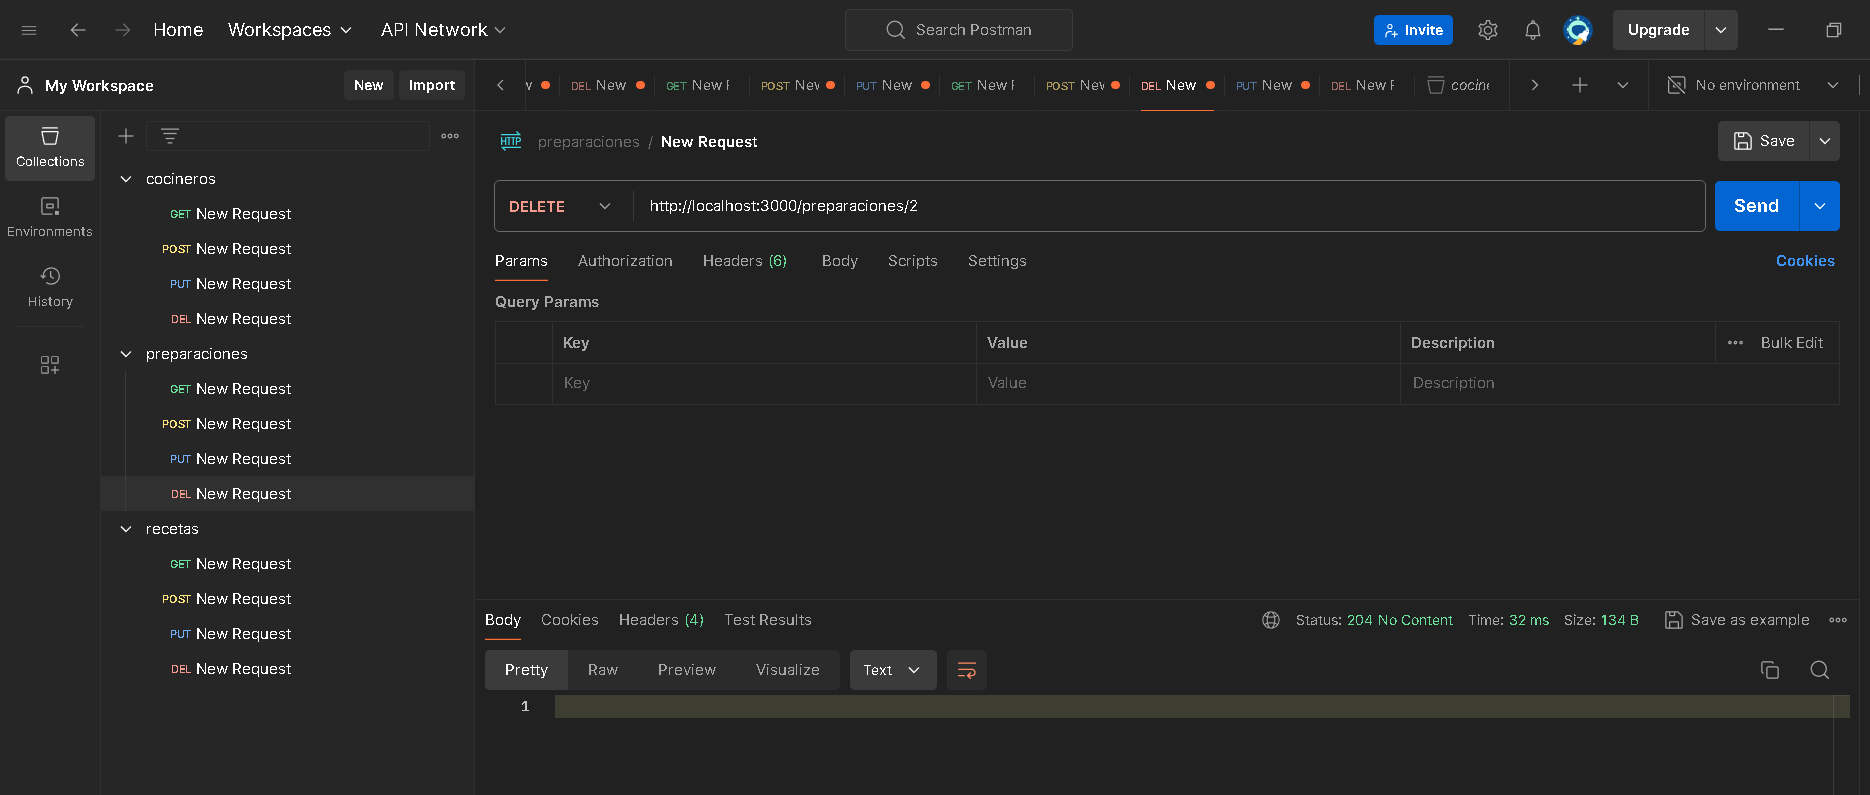 Home Workspaces API Network Search Postman Invite Upgrade
My Workspace New Import
DEL New GET New POST New PUT New GET New POST New DEL New PUT New DEL New cocine No environment
Collections
Environments
History
cocineros
GET New Request
POST New Request
PUT New Request
DEL New Request
preparaciones
GET New Request
POST New Request
PUT New Request
DEL New Request
recetas
GET New Request
POST New Request
PUT New Request
DEL New Request
HTTP preparaciones / New Request Save
DELETE http://localhost:3000/preparaciones/2 Send
Params Authorization Headers (6) Body Scripts Settings Cookies
Query Params
Key Value Description Bulk Edit
Key Value Description
Body Cookies Headers (4) Test Results Status: 204 No Content Time: 32 ms Size: 134 B Save as example
Pretty Raw Preview Visualize Text
1